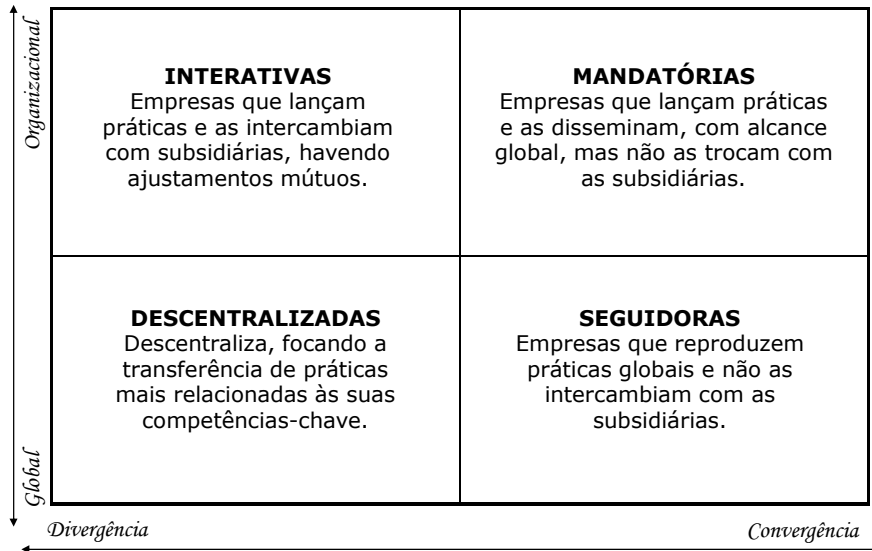 Organizacional
INTERATIVAS
Empresas que lançam
práticas e as intercambiam
com subsidiárias, havendo
ajustamentos mútuos.
MANDATÓRIAS
Empresas que lançam práticas
e as disseminam, com alcance
global, mas não as trocam com
as subsidiárias.
DESCENTRALIZADAS
Descentraliza, focando a
transferência de práticas
mais relacionadas às suas
competências-chave.
SEGUIDORAS
Empresas que reproduzem
práticas globais e não as
intercambiam com as
subsidiárias.
Global
Divergência
Convergência